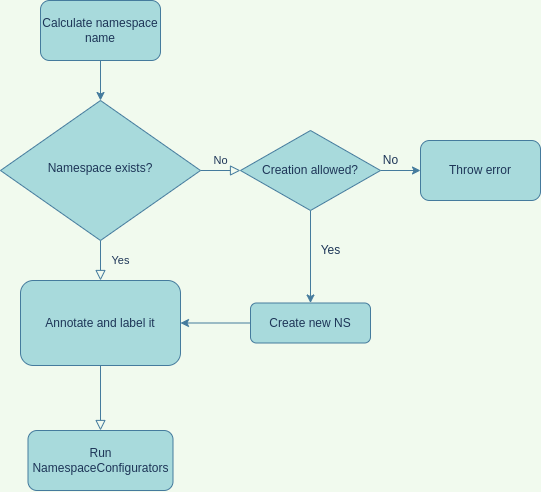 Calculate namespace
name
Namespace exists?
No
Creation allowed?
No
Throw error
Yes
Yes
Annotate and label it
Create new NS
Run
NamespaceConfigurators